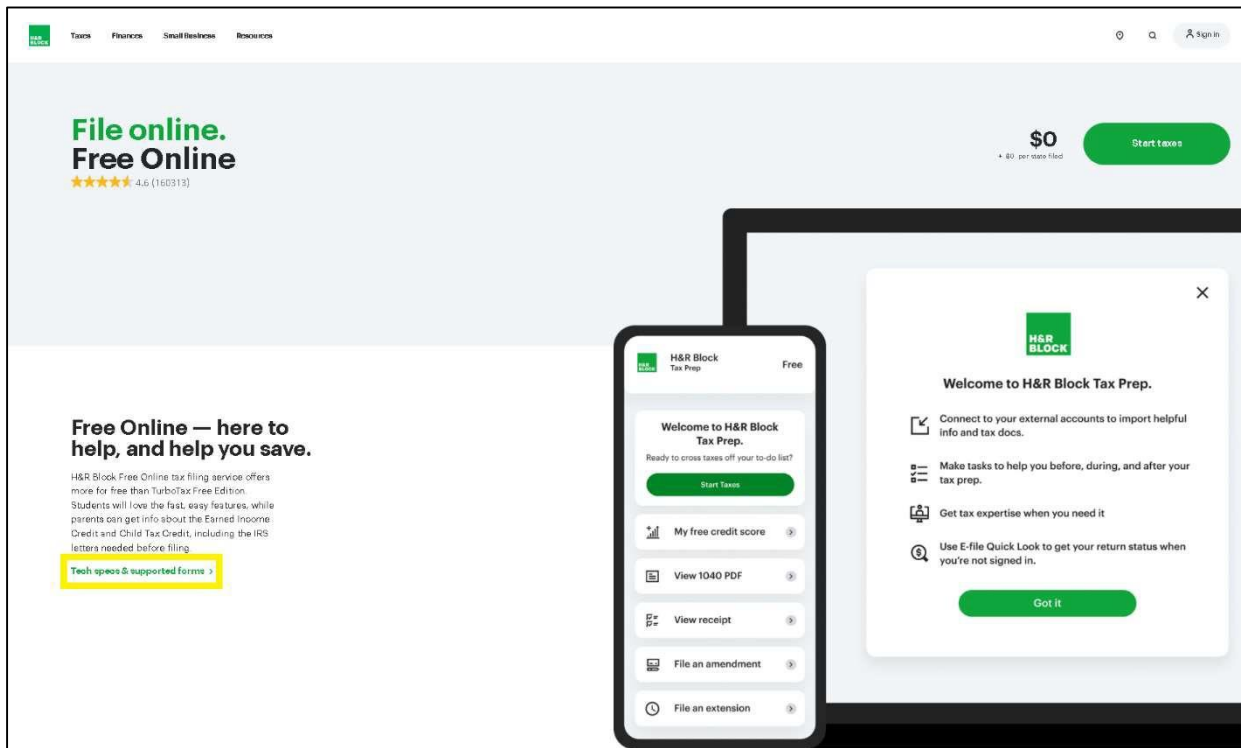 H&R
BLOCK
Taxes Finances Small Business Resources
Sign in
File online.
Free Online
4.6 (160313)
$0
+ $0 per state filed
Start taxes
Free Online — here to
help, and help you save.
H&R Block Free Online tax filing service offers
more for free than TurboTax Free Edition.
Students will love the fast, easy features, while
parents can get info about the Earned Income
Credit and Child Tax Credit, including the IRS
letters needed before filing.
Tech specs & supported forms >
H&R
BLOCK
H&R Block
Tax Prep
Free
Welcome to H&R Block
Tax Prep.
Ready to cross taxes off your to-do list?
Start Taxes
My free credit score
View 1040 PDF
View receipt
File an amendment
File an extension
H&R
BLOCK
Welcome to H&R Block Tax Prep.
Connect to your external accounts to import helpful
info and tax docs.
Make tasks to help you before, during, and after your
tax prep.
Get tax expertise when you need it
Use E-file Quick Look to get your return status when
you're not signed in.
Got it